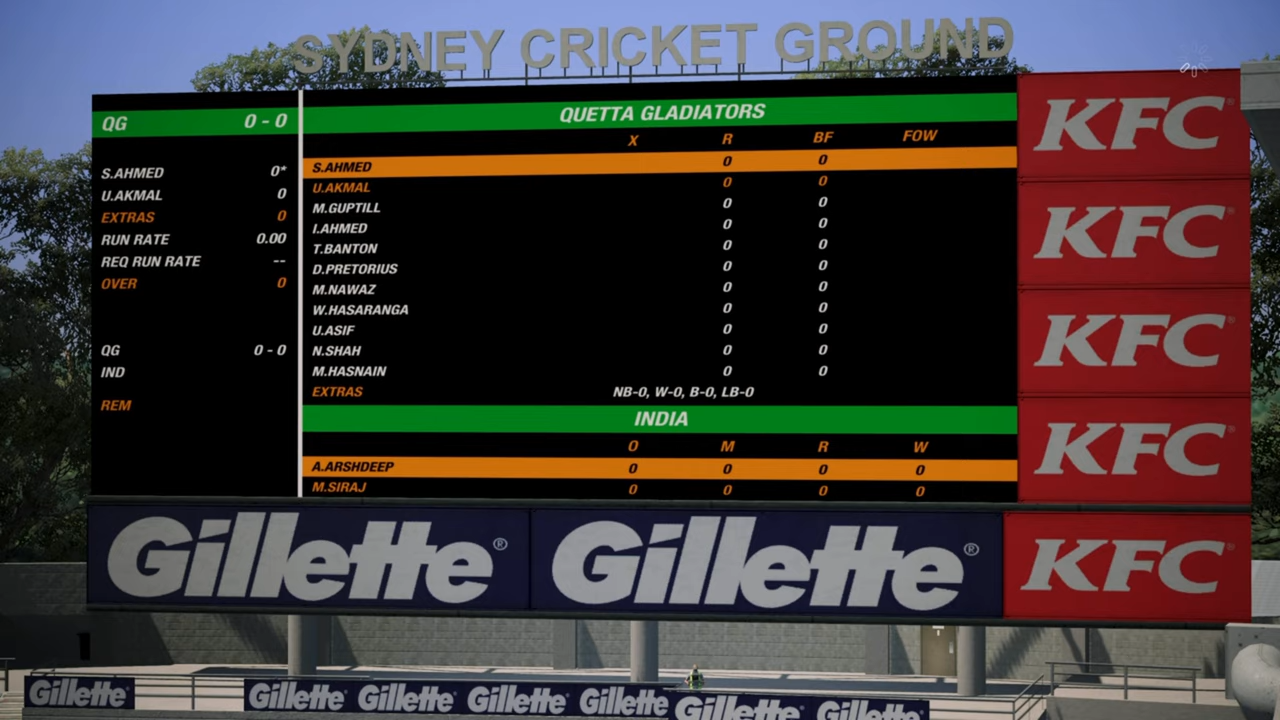 SYDNEY CRICKET GROUND
QG 0 - 0
S.AHMED 0*
U.AKMAL 0
EXTRAS 0
RUN RATE 0.00
REQ RUN RATE --
OVER 0
QG 0 - 0
IND
REM
QUETTA GLADIATORS
X R BF FOW
S.AHMED 0 0
U.AKMAL 0 0
M.GUPTILL 0 0
I.AHMED 0 0
T.BANTON 0 0
D.PRETORIUS 0 0
M.NAWAZ 0 0
W.HASARANGA 0 0
U.ASIF 0 0
N.SHAH 0 0
M.HASNAIN 0 0
EXTRAS NB-0, W-0, B-0, LB-0
INDIA
O M R W
A.ARSHDEEP 0 0 0 0
M.SIRAJ 0 0 0 0
KFC®
KFC®
KFC®
KFC®
Gillette® Gillette® KFC®
Gillette Gillette Gillette Gillette Gillette Gillette Gillette